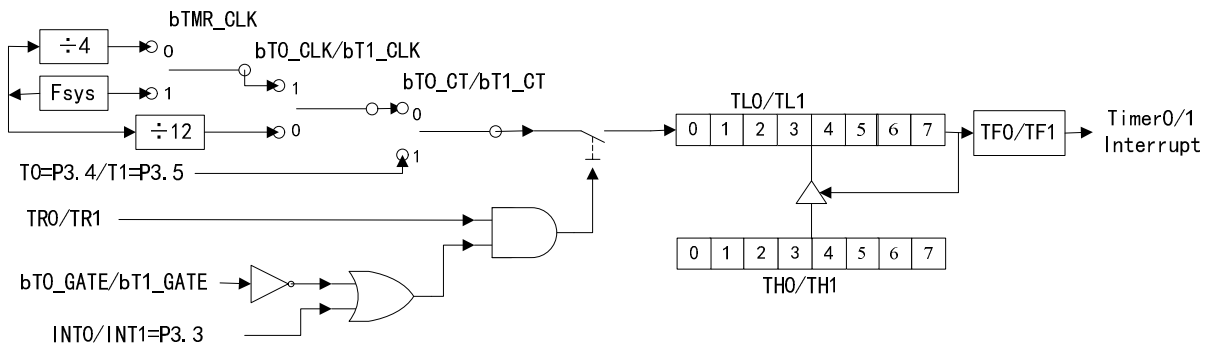 bTMR_CLK
÷4
0
bT0_CLK/bT1_CLK
Fsys
1
1
bT0_CT/bT1_CT
÷12
0
0
TL0/TL1
0 1 2 3 4 5 6 7
TF0/TF1
Timer0/1
Interrupt
1
T0=P3.4/T1=P3.5
TR0/TR1
0 1 2 3 4 5 6 7
TH0/TH1
bT0_GATE/bT1_GATE
INT0/INT1=P3.3